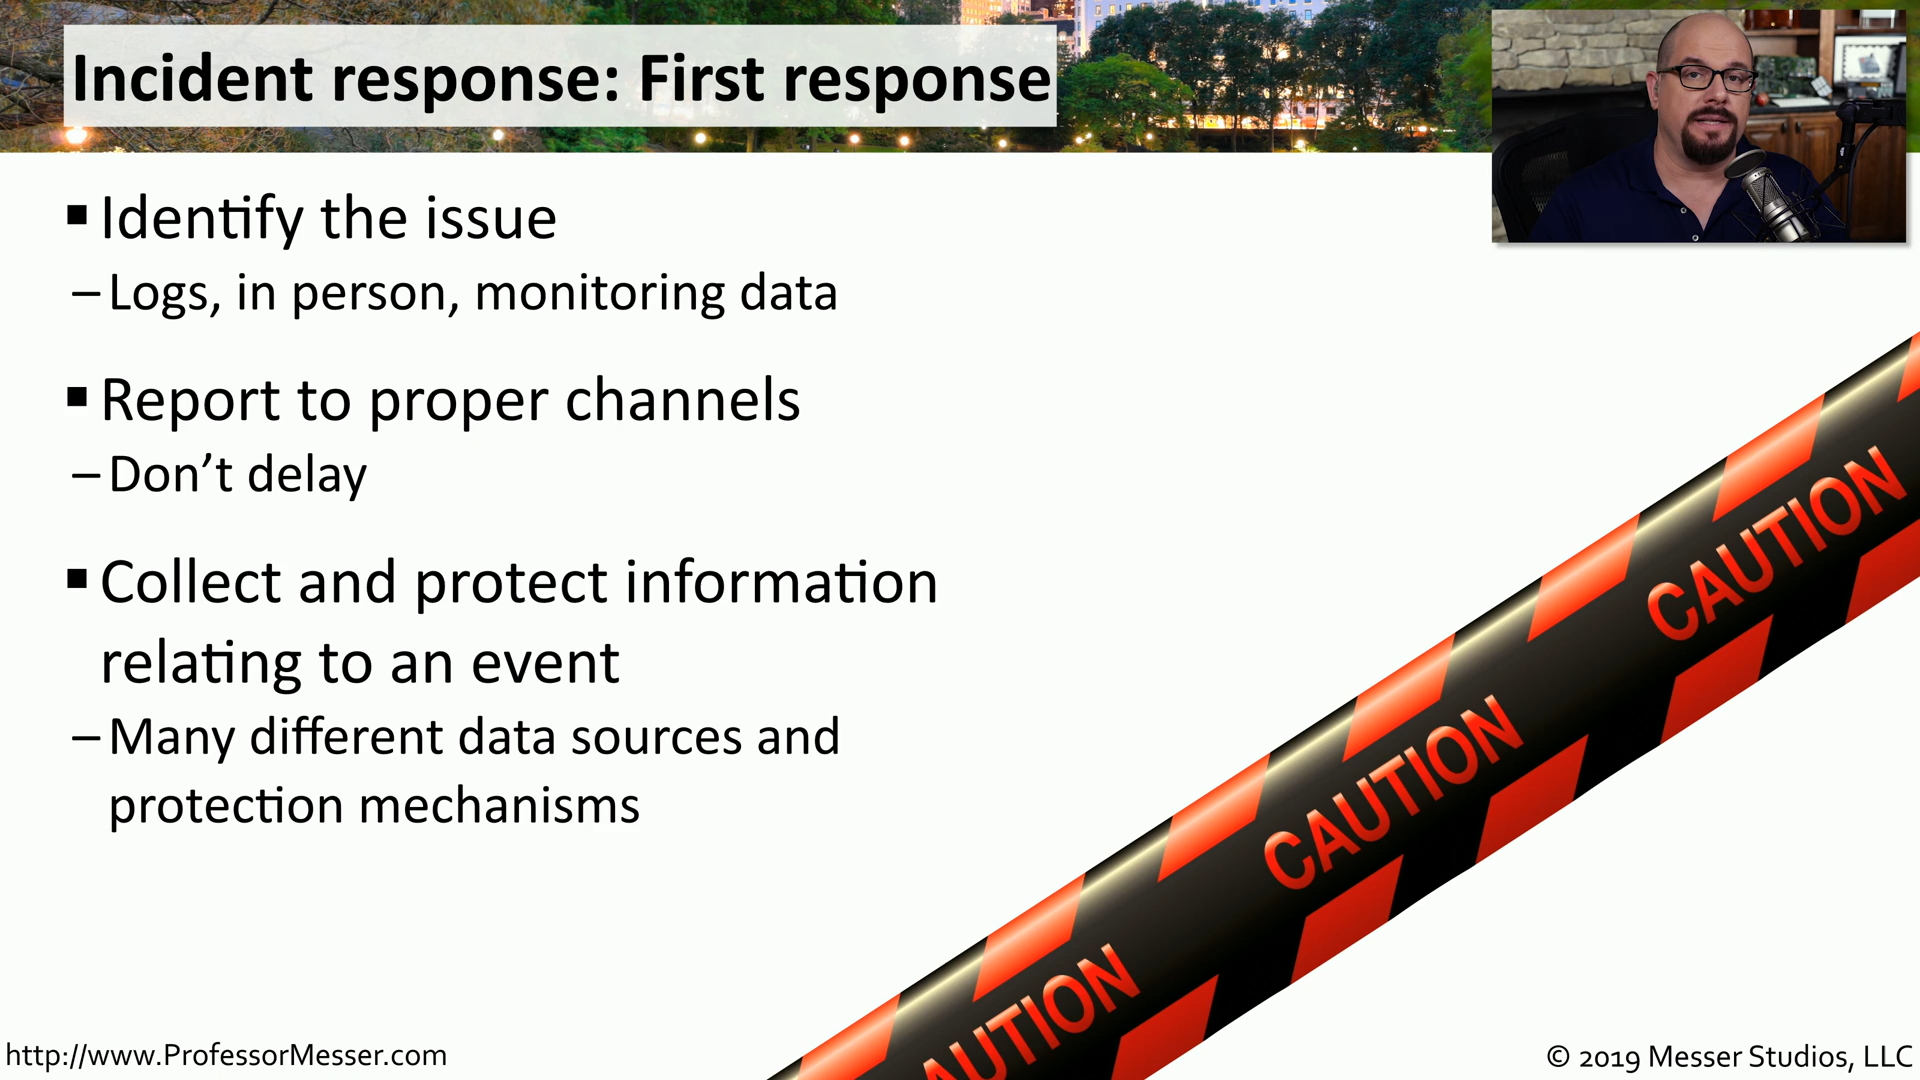 Incident response: First response
▪ Identify the issue
– Logs, in person, monitoring data
▪ Report to proper channels
– Don’t delay
▪ Collect and protect information
relating to an event
– Many different data sources and
protection mechanisms
CAUTION
CAUTION
AUTION
http://www.ProfessorMesser.com
© 2019 Messer Studios, LLC